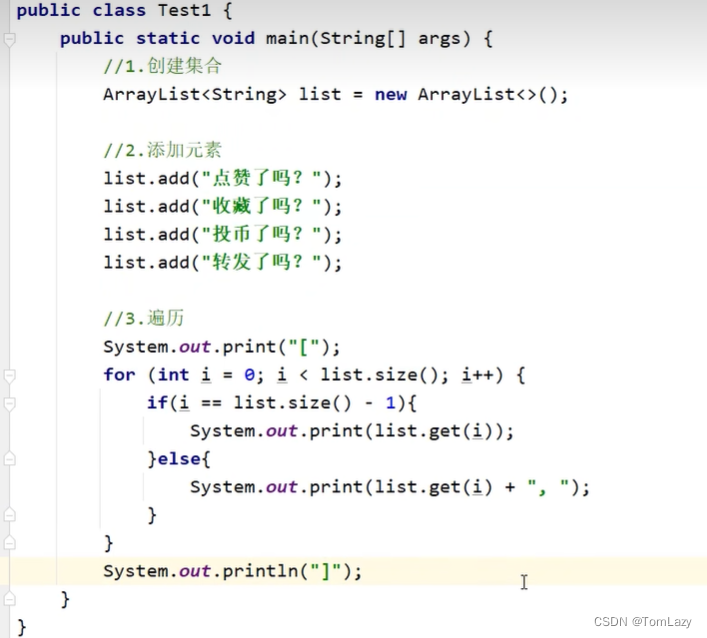 public class Test1 {
public static void main(String[] args) {
//1.创建集合
ArrayList<String> list = new ArrayList<>();
//2.添加元素
list.add("点赞了吗？");
list.add("收藏了吗？");
list.add("投币了吗？");
list.add("转发了吗？");
//3.遍历
System.out.print("[");
for (int i = 0; i < list.size(); i++) {
if(i == list.size() - 1){
System.out.print(list.get(i));
}else{
System.out.print(list.get(i) + ", ");
}
}
System.out.println("]");
}
}
CSDN @TomLazy